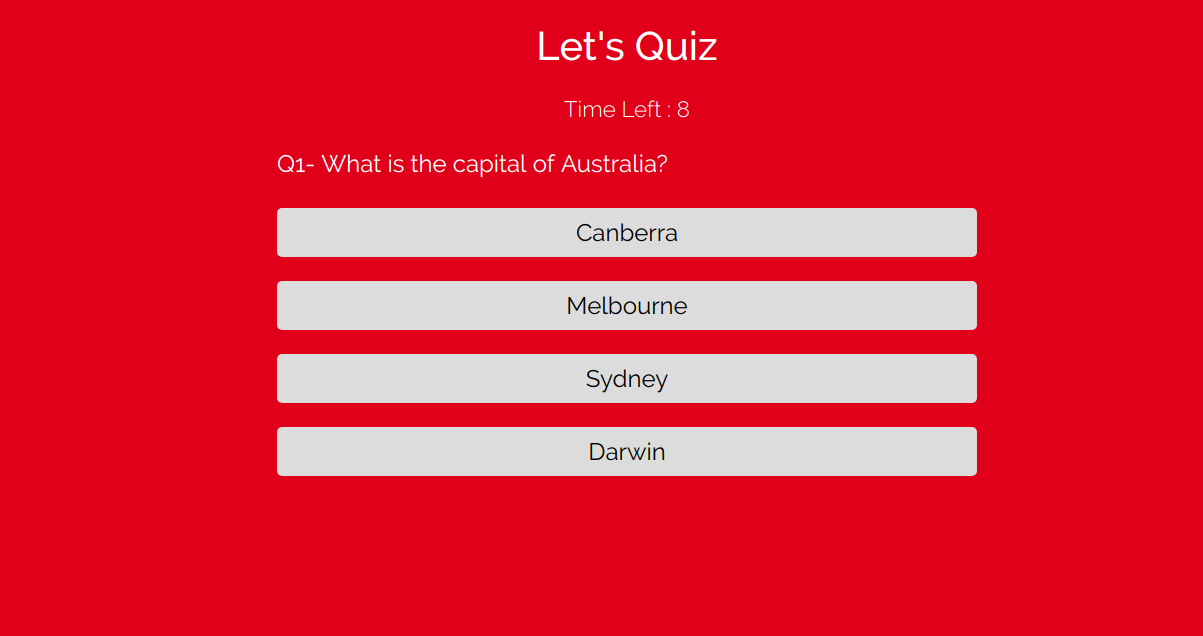 Let's Quiz
Time Left : 8
Q1- What is the capital of Australia?
Canberra
Melbourne
Sydney
Darwin